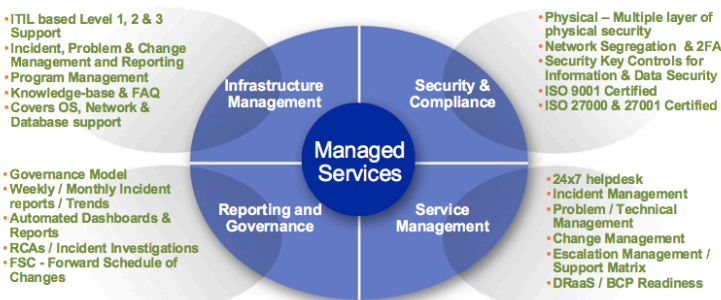 • ITIL based Level 1, 2 & 3
Support
• Incident, Problem & Change
Management and Reporting
• Program Management
• Knowledge-base & FAQ
• Covers OS, Network &
Database support
Infrastructure
Management
Security &
Compliance
• Physical – Multiple layer of
physical security
• Network Segregation & 2FA
• Security Key Controls for
Information & Data Security
• ISO 9001 Certified
• ISO 27000 & 27001 Certified
Managed
Services
• Governance Model
• Weekly / Monthly Incident
reports / Trends
• Automated Dashboards &
Reports
• RCAs / Incident Investigations
• FSC - Forward Schedule of
Changes
Reporting and
Governance
Service
Management
• 24x7 helpdesk
• Incident Management
• Problem / Technical
Management
• Change Management
• Escalation Management /
Support Matrix
• DRaaS / BCP Readiness